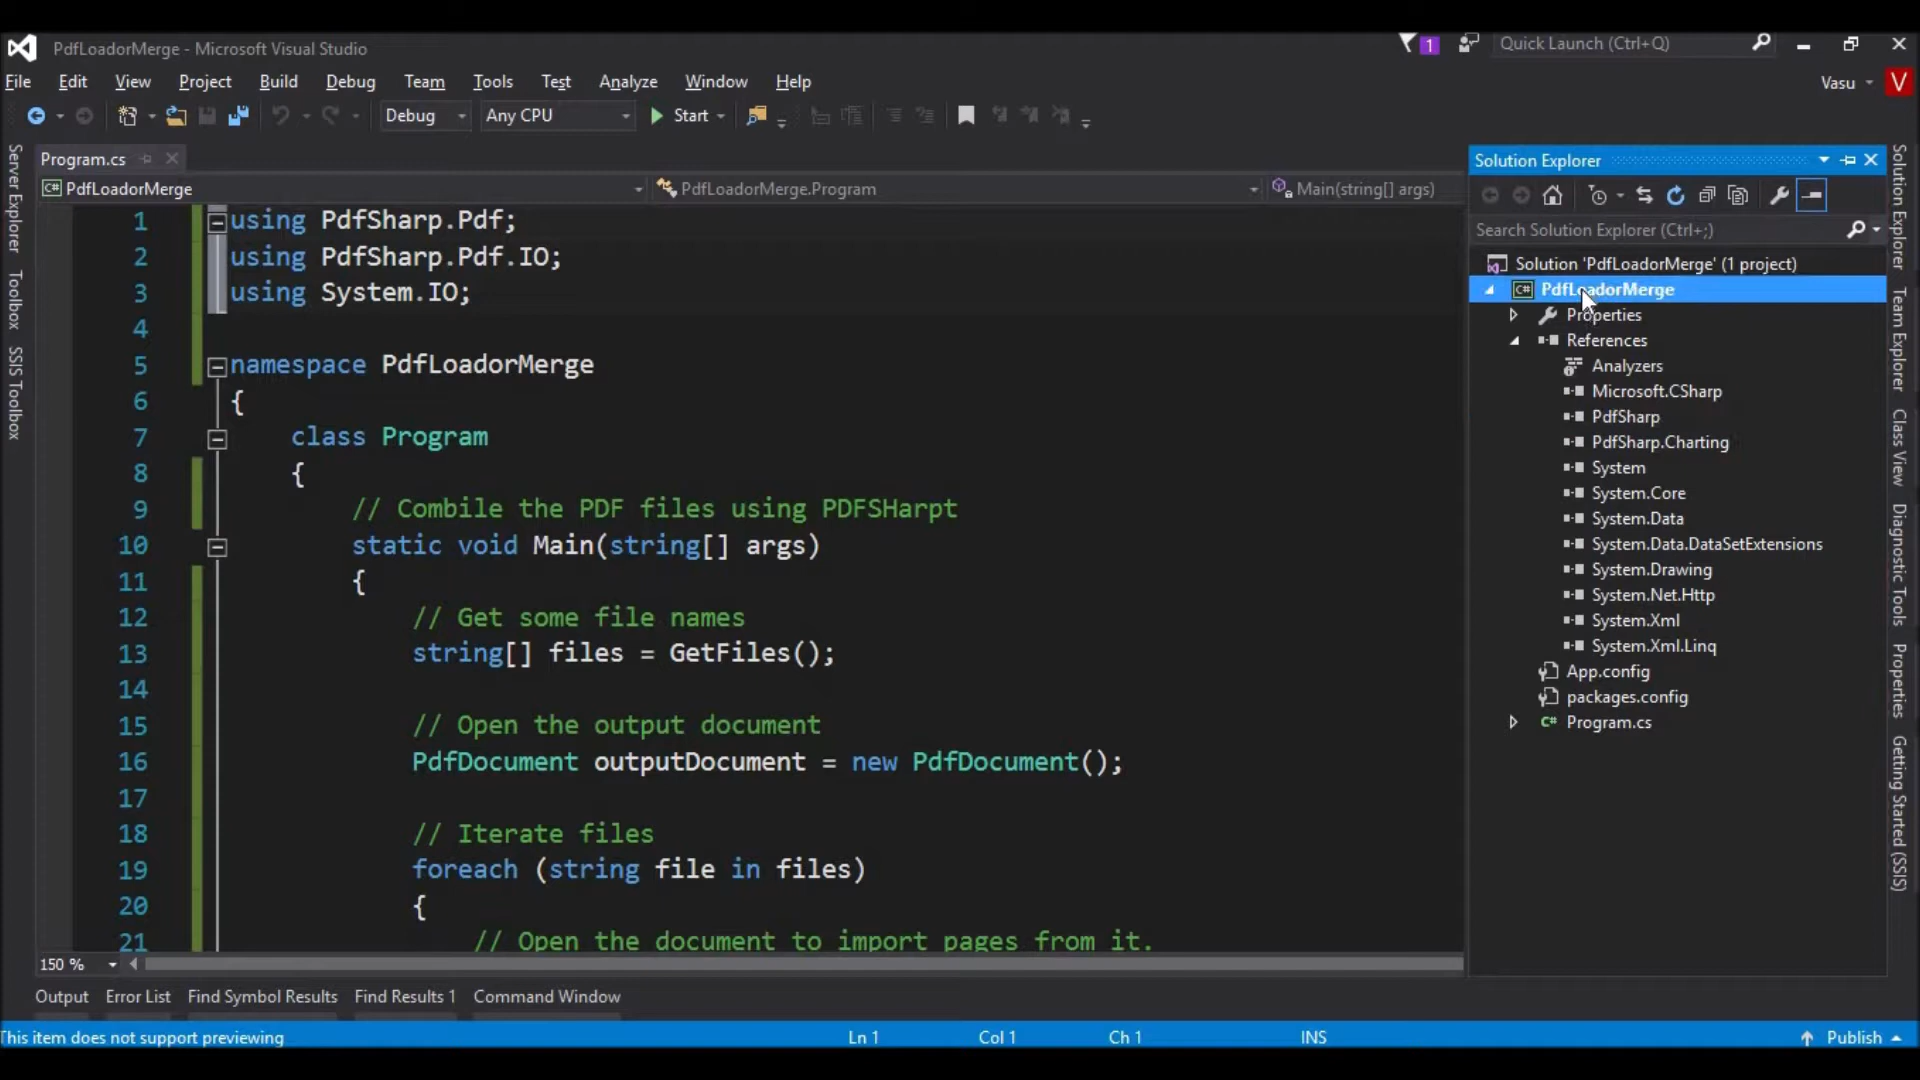 PdfLoadorMerge - Microsoft Visual Studio
1
Quick Launch (Ctrl+Q)
File Edit View Project Build Debug Team Tools Test Analyze Window Help
Vasu V
Debug Any CPU Start
Server Explorer
Toolbox
SSIS Toolbox
Program.cs
PdfLoadorMerge PdfLoadorMerge.Program Main(string[] args)
1 using PdfSharp.Pdf;
2 using PdfSharp.Pdf.IO;
3 using System.IO;
4
5 namespace PdfLoadorMerge
6 {
7 class Program
8 {
9 // Combile the PDF files using PDFSHarpt
10 static void Main(string[] args)
11 {
12 // Get some file names
13 string[] files = GetFiles();
14
15 // Open the output document
16 PdfDocument outputDocument = new PdfDocument();
17
18 // Iterate files
19 foreach (string file in files)
20 {
21 // Open the document to import pages from it.
150 %
Solution Explorer
Search Solution Explorer (Ctrl+;)
Solution 'PdfLoadorMerge' (1 project)
C# PdfLoadorMerge
Properties
References
Analyzers
Microsoft.CSharp
PdfSharp
PdfSharp.Charting
System
System.Core
System.Data
System.Data.DataSetExtensions
System.Drawing
System.Net.Http
System.Xml
System.Xml.Linq
App.config
packages.config
C# Program.cs
Solution Explorer
Team Explorer
Class View
Diagnostic Tools
Properties
Getting Started (SSIS)
Output Error List Find Symbol Results Find Results 1 Command Window
This item does not support previewing Ln 1 Col 1 Ch 1 INS Publish